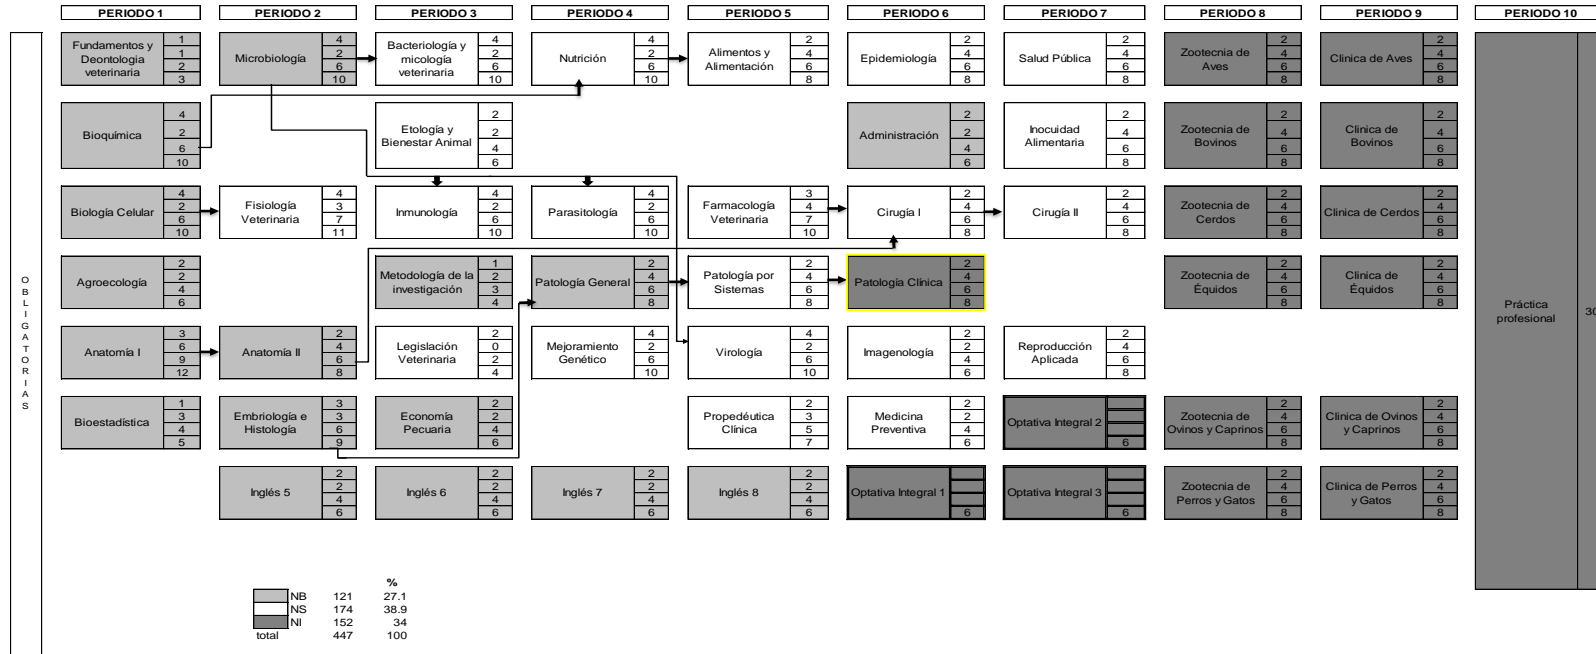 PERIODO 1 PERIODO 2 PERIODO 3 PERIODO 4 PERIODO 5 PERIODO 6 PERIODO 7 PERIODO 8 PERIODO 9 PERIODO 10
OBLIGATORIAS
Fundamentos y
Deontologia
veterinaria
1
1
2
3
Microbiología
4
2
6
10
Bacteriología y
micología
veterinaria
4
2
6
10
Nutrición
4
2
6
10
Alimentos y
Alimentación
2
4
6
8
Epidemiología
2
4
6
8
Salud Pública
2
4
6
8
Zootecnia de
Aves
2
4
6
8
Clinica de Aves
2
4
6
8
Bioquímica
4
2
6
10
Etología y
Bienestar Animal
2
2
4
6
Administración
2
2
4
6
Inocuidad
Alimentaria
2
4
6
8
Zootecnia de
Bovinos
2
4
6
8
Clínica de
Bovinos
2
4
6
8
Biología Celular
4
2
6
10
Fisiología
Veterinaria
4
3
7
11
Inmunología
4
2
6
10
Parasitología
4
2
6
10
Farmacología
Veterinaria
3
4
7
10
Cirugía I
2
4
6
8
Cirugía II
2
4
6
8
Zootecnia de
Cerdos
2
4
6
8
Clinica de Cerdos
2
4
6
8
Agroecología
2
2
4
6
Metodología de la
investigación
1
2
3
4
Patología General
2
4
6
8
Patología por
Sistemas
2
4
6
8
Patología Clínica
2
4
6
8
Zootecnia de
Équidos
2
4
6
8
Clínica de
Équidos
2
4
6
8
Práctica
profesional
30
Anatomía I
3
6
9
12
Anatomía II
2
4
6
8
Legislación
Veterinaria
2
0
2
4
Mejoramiento
Genético
4
2
6
10
Virología
4
2
6
10
Imagenología
2
2
4
6
Reproducción
Aplicada
2
4
6
8
Bioestadística
1
3
4
5
Embriología e
Histología
3
3
6
9
Economía
Pecuaria
2
2
4
6
Propedéutica
Clínica
2
3
5
7
Medicina
Preventiva
2
2
4
6
Optativa Integral 2
6
Zootecnia de
Ovinos y Caprinos
2
4
6
8
Clinica de Ovinos
y Caprinos
2
4
6
8
Inglés 5
2
2
4
6
Inglés 6
2
2
4
6
Inglés 7
2
2
4
6
Inglés 8
2
2
4
6
Optativa Integral 1
6
Optativa Integral 3
6
Zootecnia de
Perros y Gatos
2
4
6
8
Clinica de Perros
y Gatos
2
4
6
8
%
NB 121 27.1
NS 174 38.9
NI 152 34
total 447 100